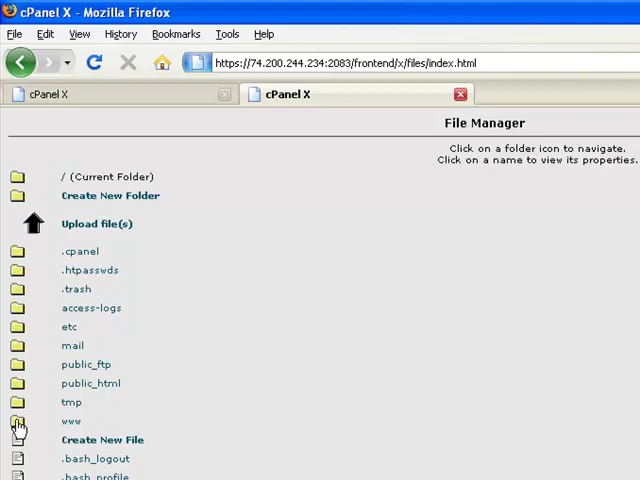 cPanel X - Mozilla Firefox
File Edit View History Bookmarks Tools Help
https://74.200.244.234:2083/frontend/x/files/index.html
cPanel X
cPanel X
File Manager
Click on a folder icon to navigate.
Click on a name to view its properties.
/ (Current Folder)
Create New Folder
Upload file(s)
.cpanel
.htpasswds
.trash
access-logs
etc
mail
public_ftp
public_html
tmp
www
Create New File
.bash_logout
.bash_profile